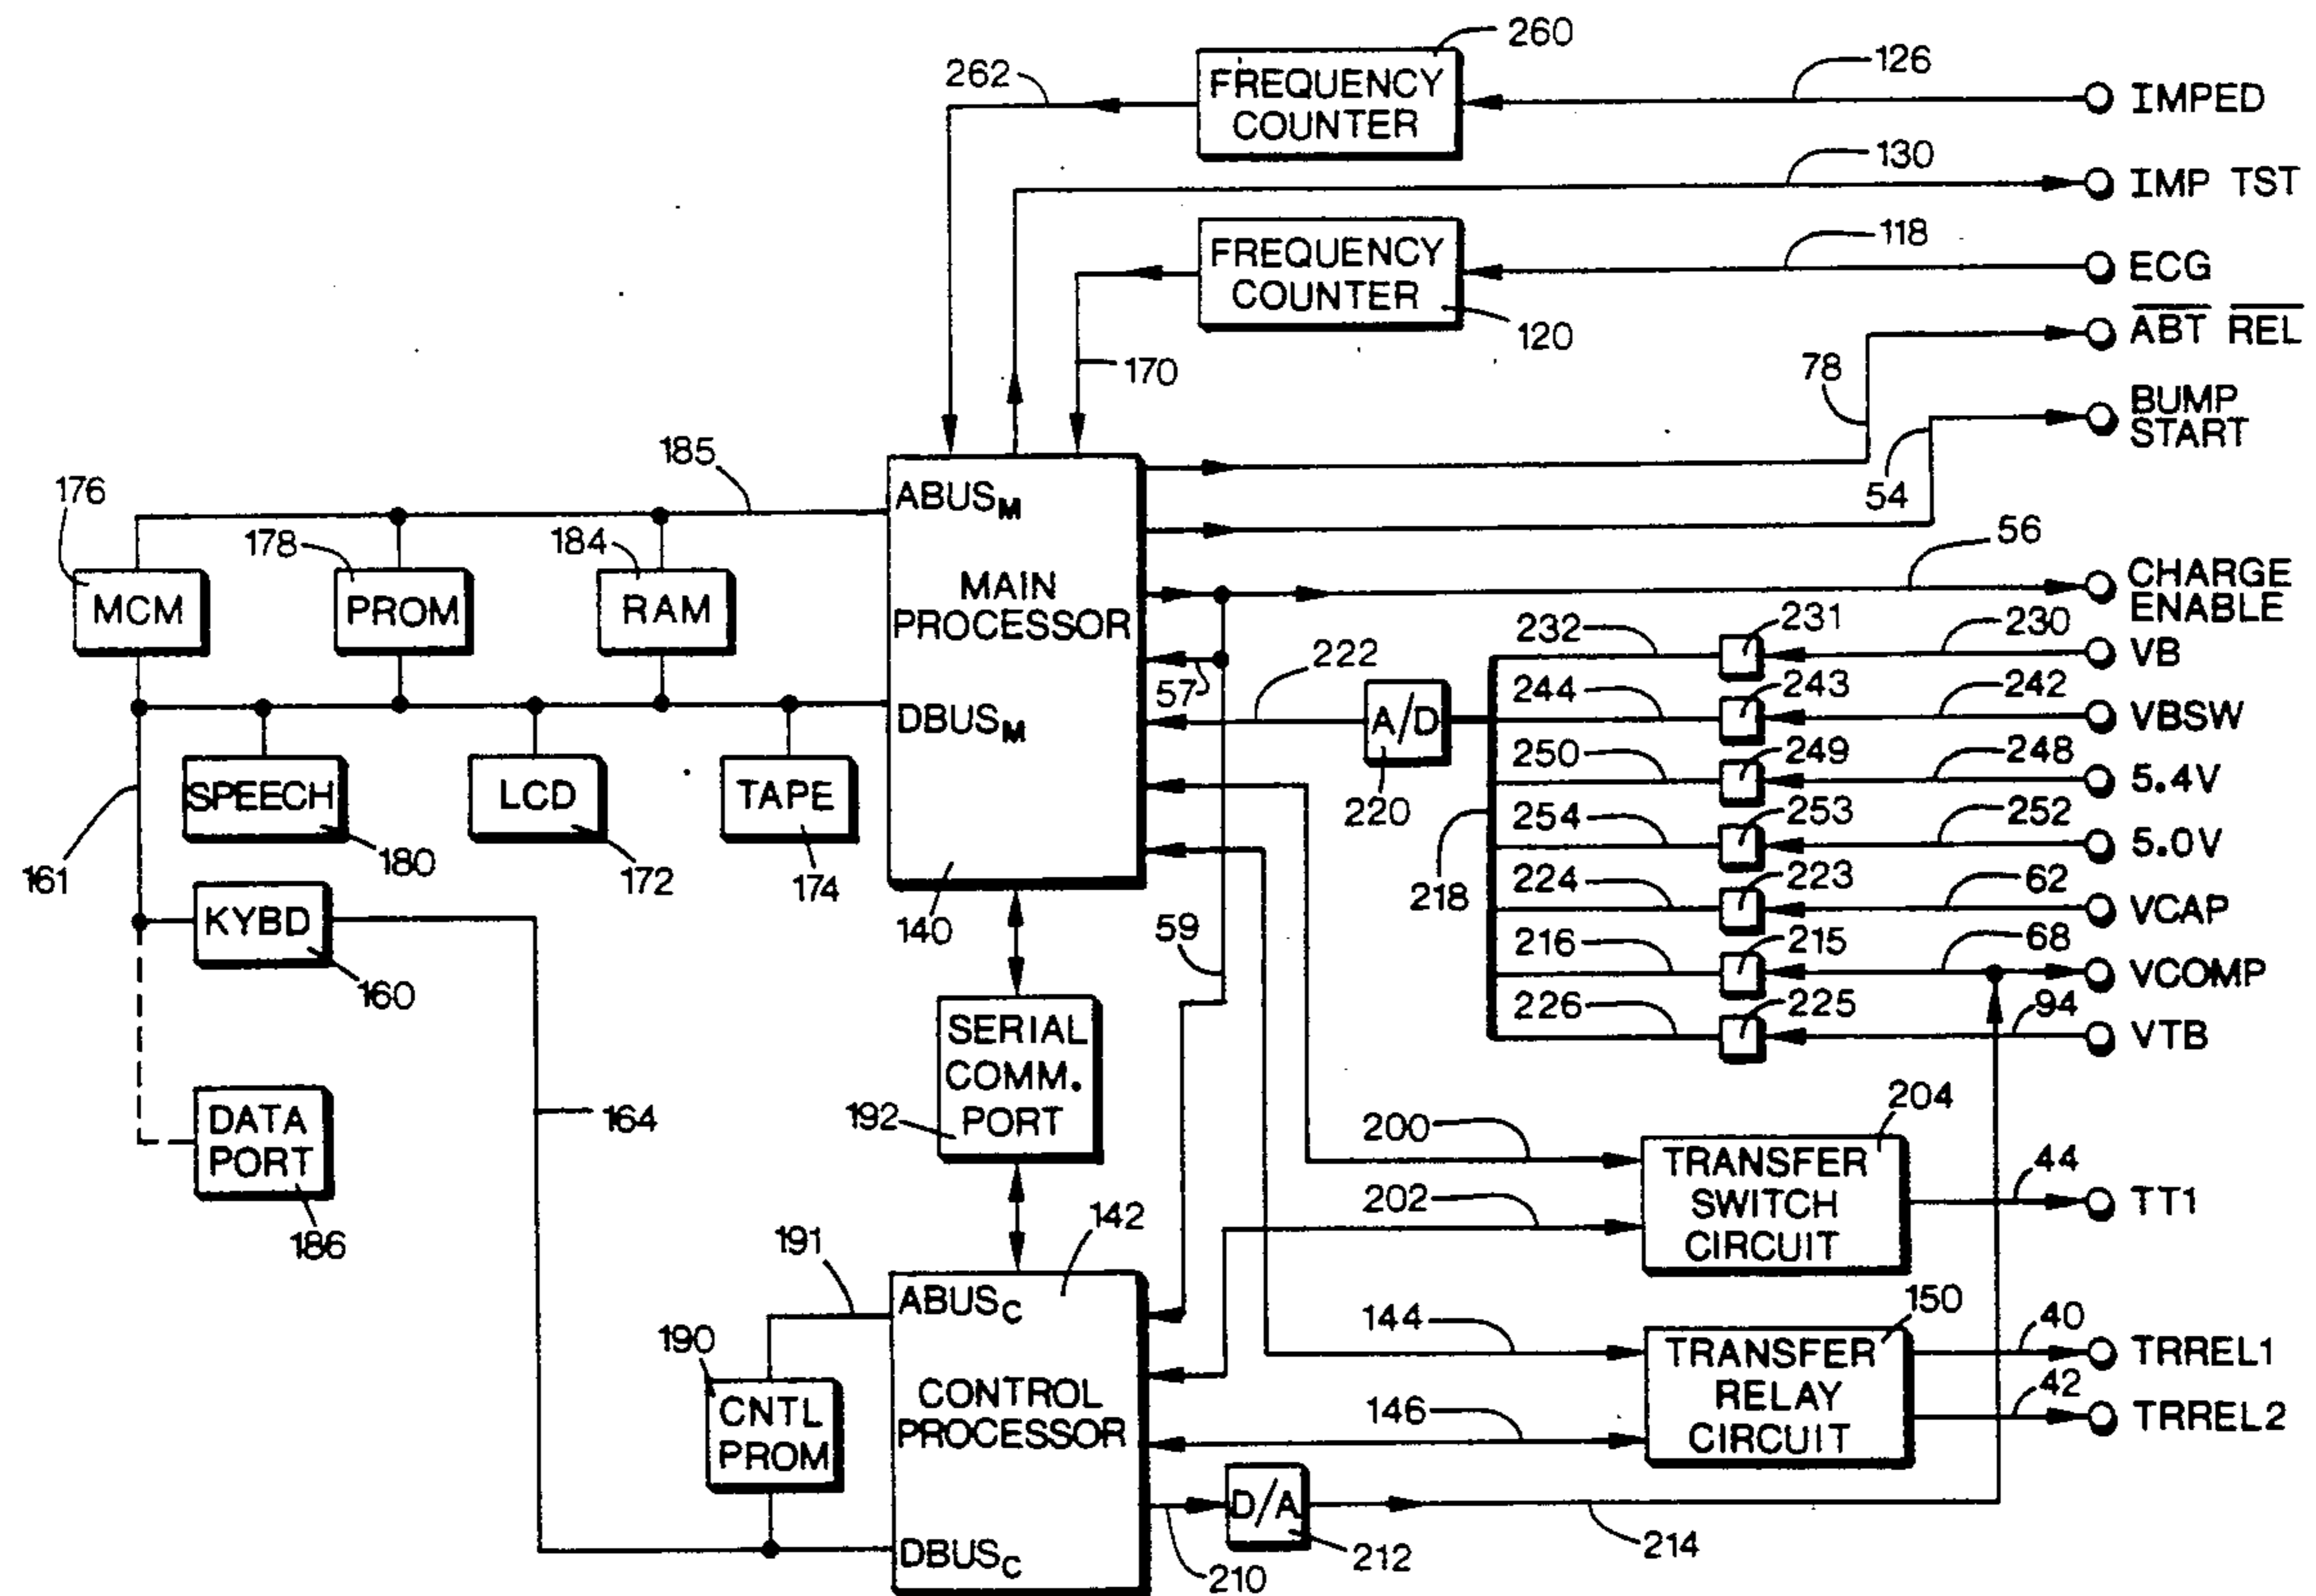 260
126
262
FREQUENCY
COUNTER
IMPED
130
IMP TST
118
FREQUENCY
COUNTER
ECG
120
ABT REL
170
78
BUMP
START
54
185
176
178
184
ABUSM
56
CHARGE
ENABLE
MCM
PROM
RAM
MAIN
PROCESSOR
232
231
230
VB
222
57
244
243
242
VBSW
DBUSM
A/D
250
249
248
5.4V
SPEECH
LCD
TAPE
220
254
253
252
5.0V
161
180
172
174
218
224
223
62
VCAP
KYBD
140
59
216
215
68
VCOMP
160
226
225
94
VTB
SERIAL
COMM.
PORT
192
DATA
PORT
186
164
200
204
TRANSFER
SWITCH
CIRCUIT
44
TT1
202
142
191
ABUSC
190
144
150
40
TRANSFER
RELAY
CIRCUIT
TRREL1
42
TRREL2
CNTL
PROM
CONTROL
PROCESSOR
146
D/A
DBUSC
210
212
214